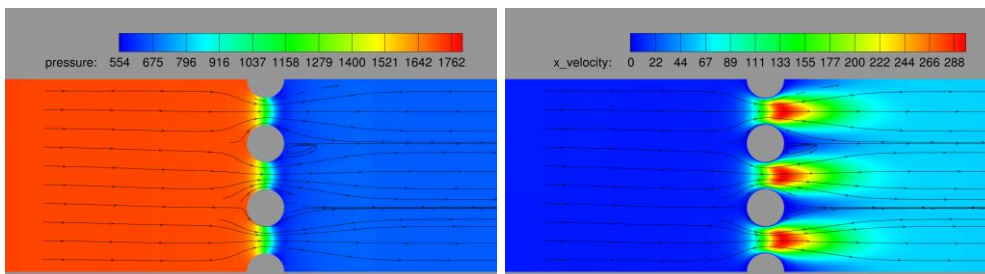 pressure: 554 675 796 916 1037 1158 1279 1400 1521 1642 1762
x_velocity: 0 22 44 67 89 111 133 155 177 200 222 244 266 288